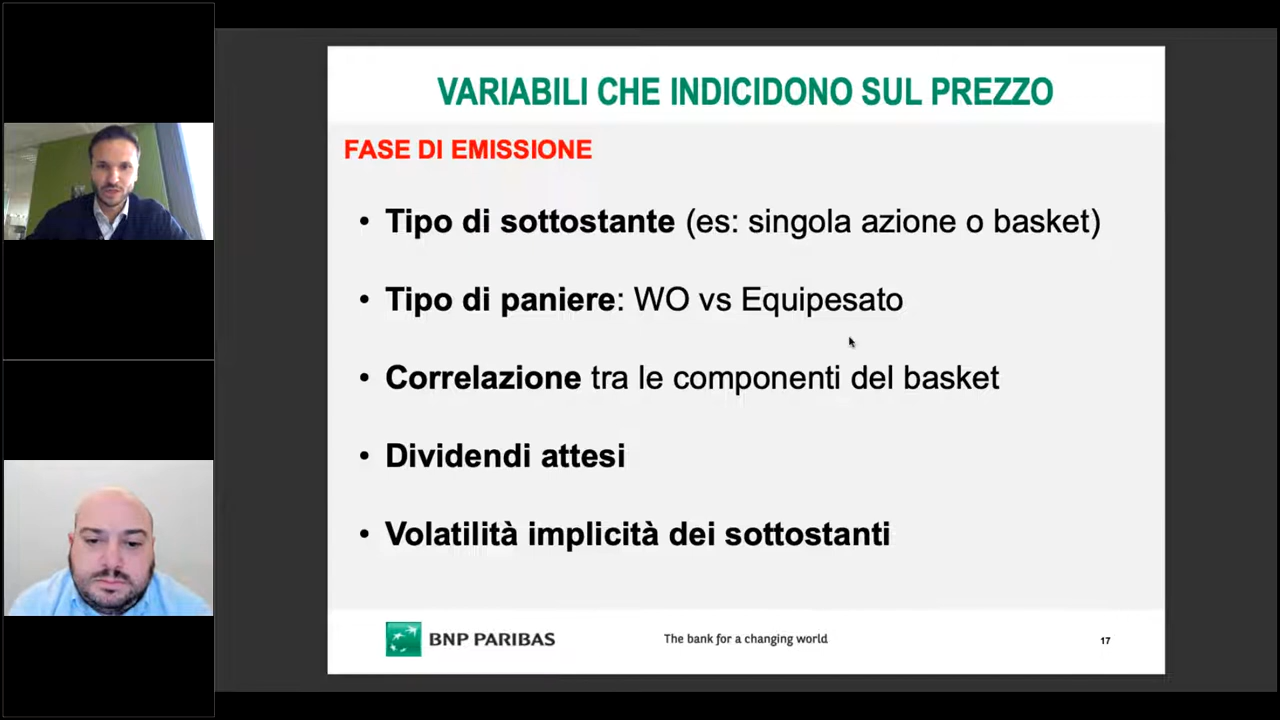 VARIABILI CHE INDICIDONO SUL PREZZO
FASE DI EMISSIONE
• Tipo di sottostante (es: singola azione o basket)
• Tipo di paniere: WO vs Equipesato
• Correlazione tra le componenti del basket
• Dividendi attesi
• Volatilità implicità dei sottostanti
BNP PARIBAS
The bank for a changing world
17